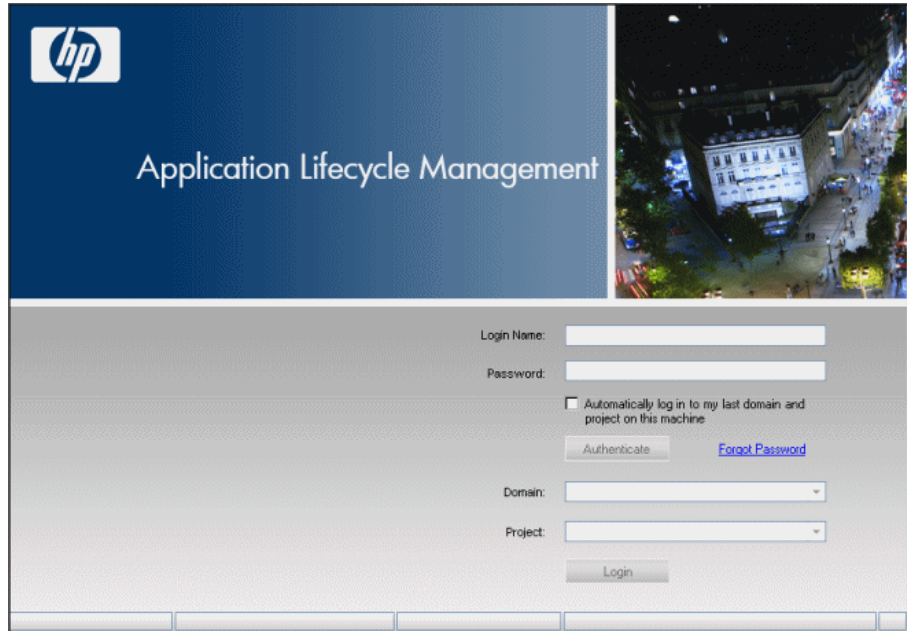 hp
Application Lifecycle Management
Login Name:
Password:
Automatically log in to my last domain and
project on this machine
Authenticate
Forgot Password
Domain:
Project:
Login